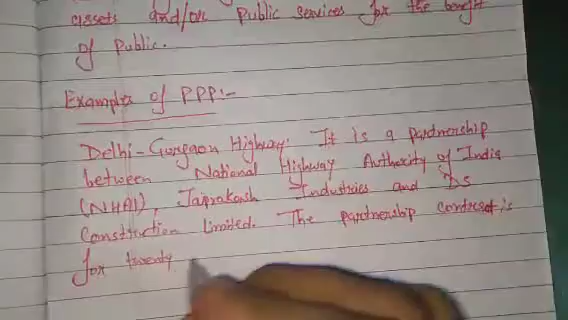 assets and/or Public services for the benefit
of public.
Examples of PPP:-
Delhi-Gurgaon Highway: It is a partnership
between National Highway Authority of India
(NHAI), Jaiprakash Industries and DS
Construction Limited. The partnership contract is
for twenty